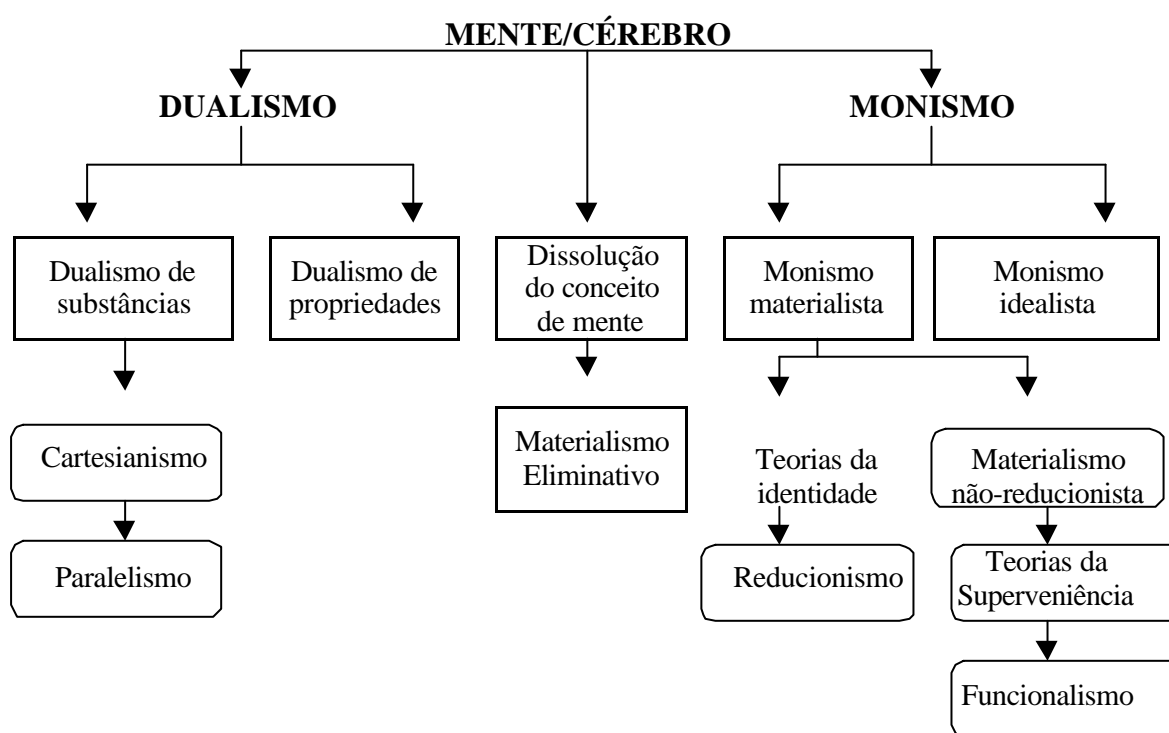 MENTE/CÉREBRO
DUALISMO
MONISMO
Dualismo de
substâncias
Dualismo de
propriedades
Dissolução
do conceito
de mente
Monismo
materialista
Monismo
idealista
Cartesianismo
Materialismo
Eliminativo
Teorias da
identidade
Materialismo
não-reducionista
Paralelismo
Reducionismo
Teorias da
Superveniência
Funcionalismo